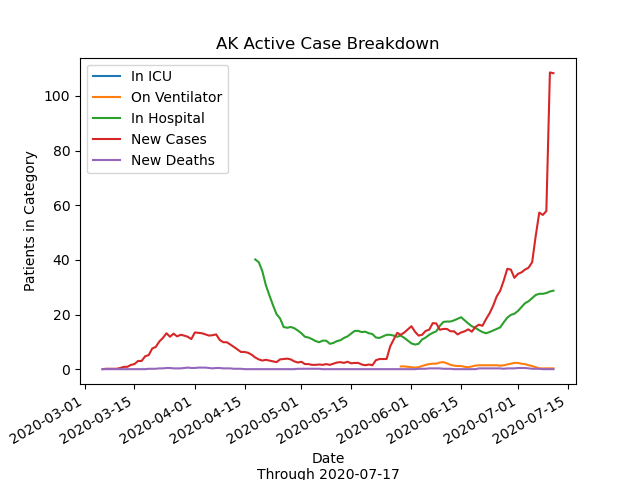 AK Active Case Breakdown
In ICU
On Ventilator
In Hospital
New Cases
New Deaths
Patients in Category
100
80
60
40
20
0
2020-03-01
2020-03-15
2020-04-01
2020-04-15
2020-05-01
2020-05-15
2020-06-01
2020-06-15
2020-07-01
2020-07-15
Date
Through 2020-07-17